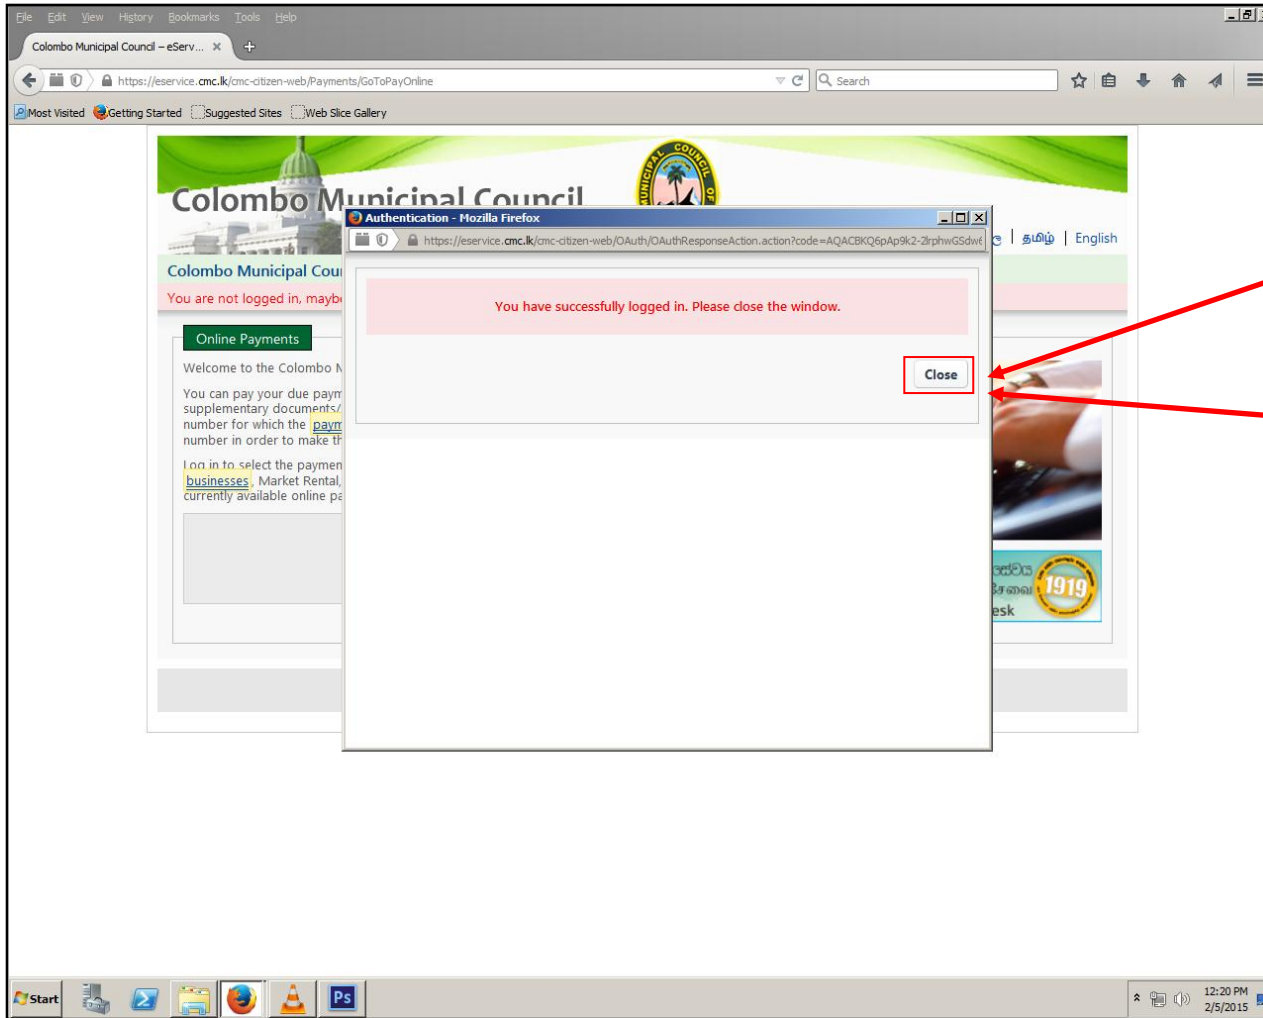 File Edit View History Bookmarks Tools Help
Colombo Municipal Council – eServ... × +
https://eservice.cmc.lk/cmc-citizen-web/Payments/GoToPayOnline
Search
Most Visited Getting Started Suggested Sites Web Slice Gallery
MUNICIPAL COUNCIL OF
Colombo Municipal Council
Authentication - Mozilla Firefox
https://eservice.cmc.lk/cmc-citizen-web/OAuth/OAuthResponseAction.action?code=AQACBKQ6pAp9k2-2lrphwGSdw6
தமிழ் | English
Colombo Municipal Cou
You are not logged in, mayb
You have successfully logged in. Please close the window.
Close
Online Payments
Welcome to the Colombo M
You can pay your due paym
supplementary documents/
number for which the paym
number in order to make th
Log in to select the paymen
businesses, Market Rental,
currently available online pa
1919
esk
Start
Ps
12:20 PM
2/5/2015